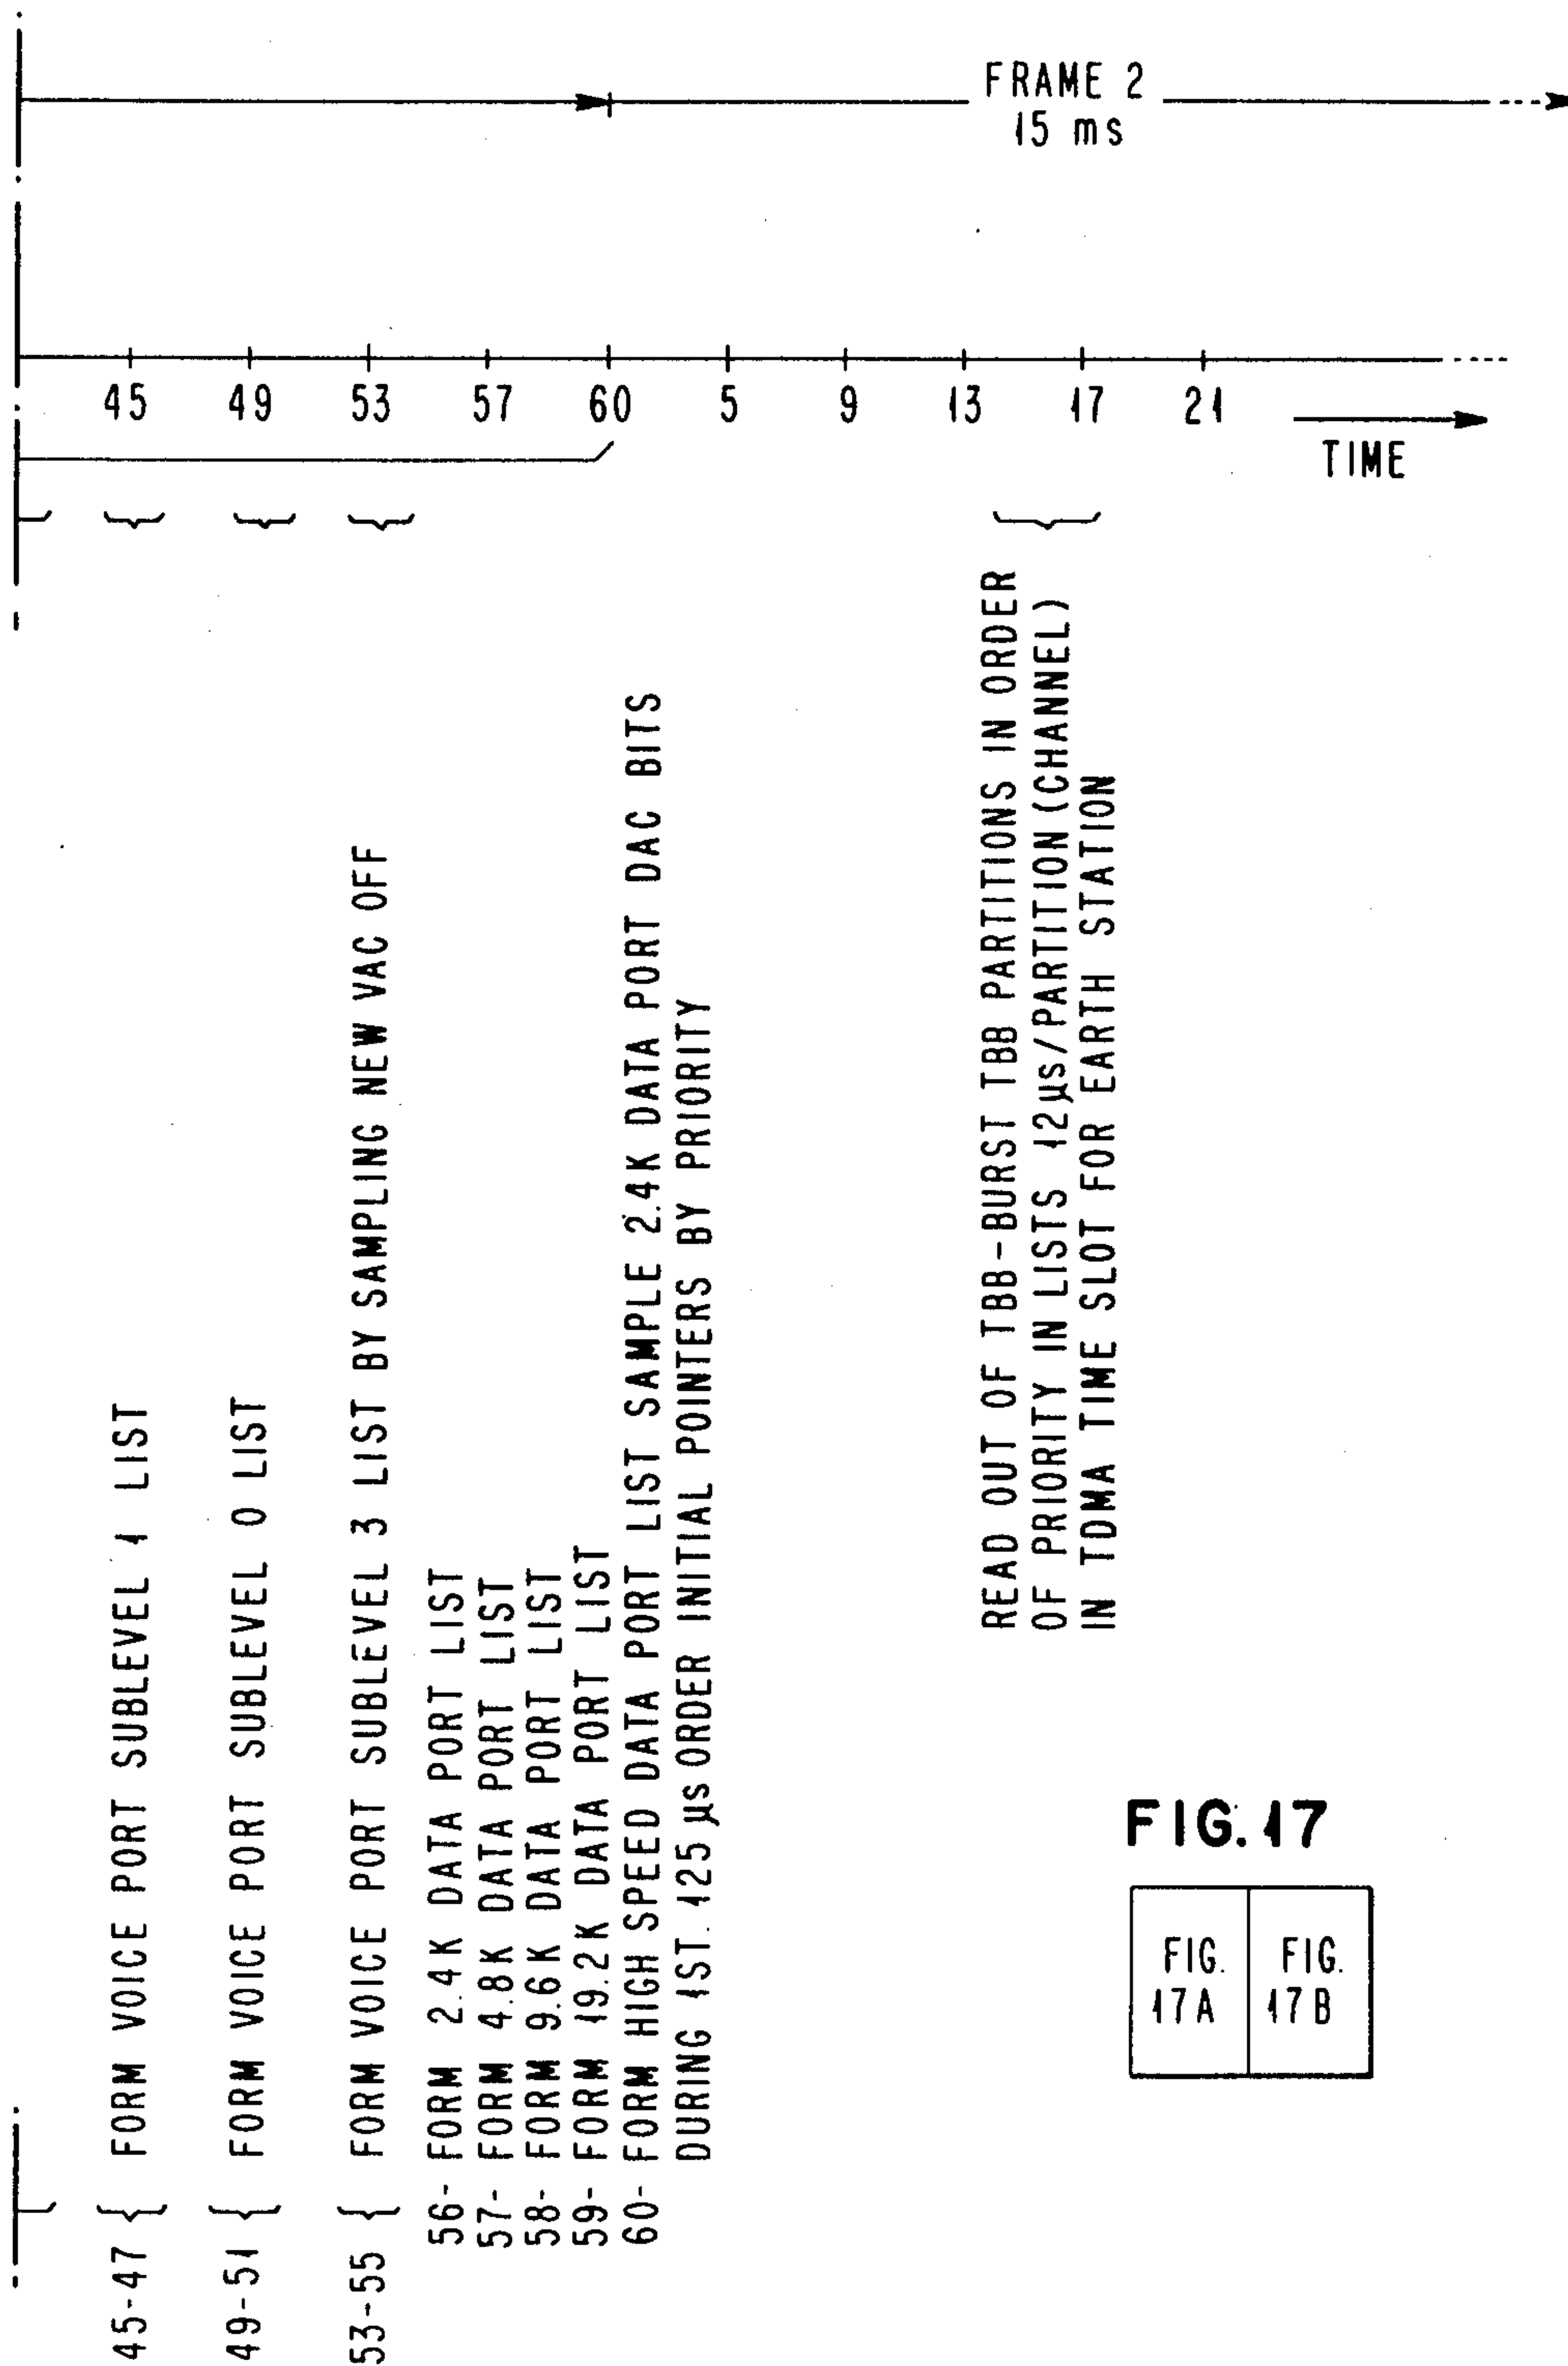 FRAME 2
15 ms
45 49 53 57 60 5 9 13 17 21
TIME
45-47 { FORM VOICE PORT SUBLEVEL 1 LIST
49-51 { FORM VOICE PORT SUBLEVEL 0 LIST
53-55 { FORM VOICE PORT SUBLEVEL 3 LIST BY SAMPLING NEW VAC OFF
56- FORM 2.4K DATA PORT LIST
57- FORM 4.8K DATA PORT LIST
58- FORM 9.6K DATA PORT LIST
59- FORM 19.2K DATA PORT LIST
60- FORM HIGH SPEED DATA PORT LIST SAMPLE 2.4K DATA PORT DAC BITS
DURING 1ST. 125 µs ORDER INITIAL POINTERS BY PRIORITY
READ OUT OF TBB-BURST TBB PARTITIONS IN ORDER
OF PRIORITY IN LISTS 12µs/PARTITION (CHANNEL)
IN TDMA TIME SLOT FOR EARTH STATION
FIG. 17
FIG. 17A
FIG. 17B